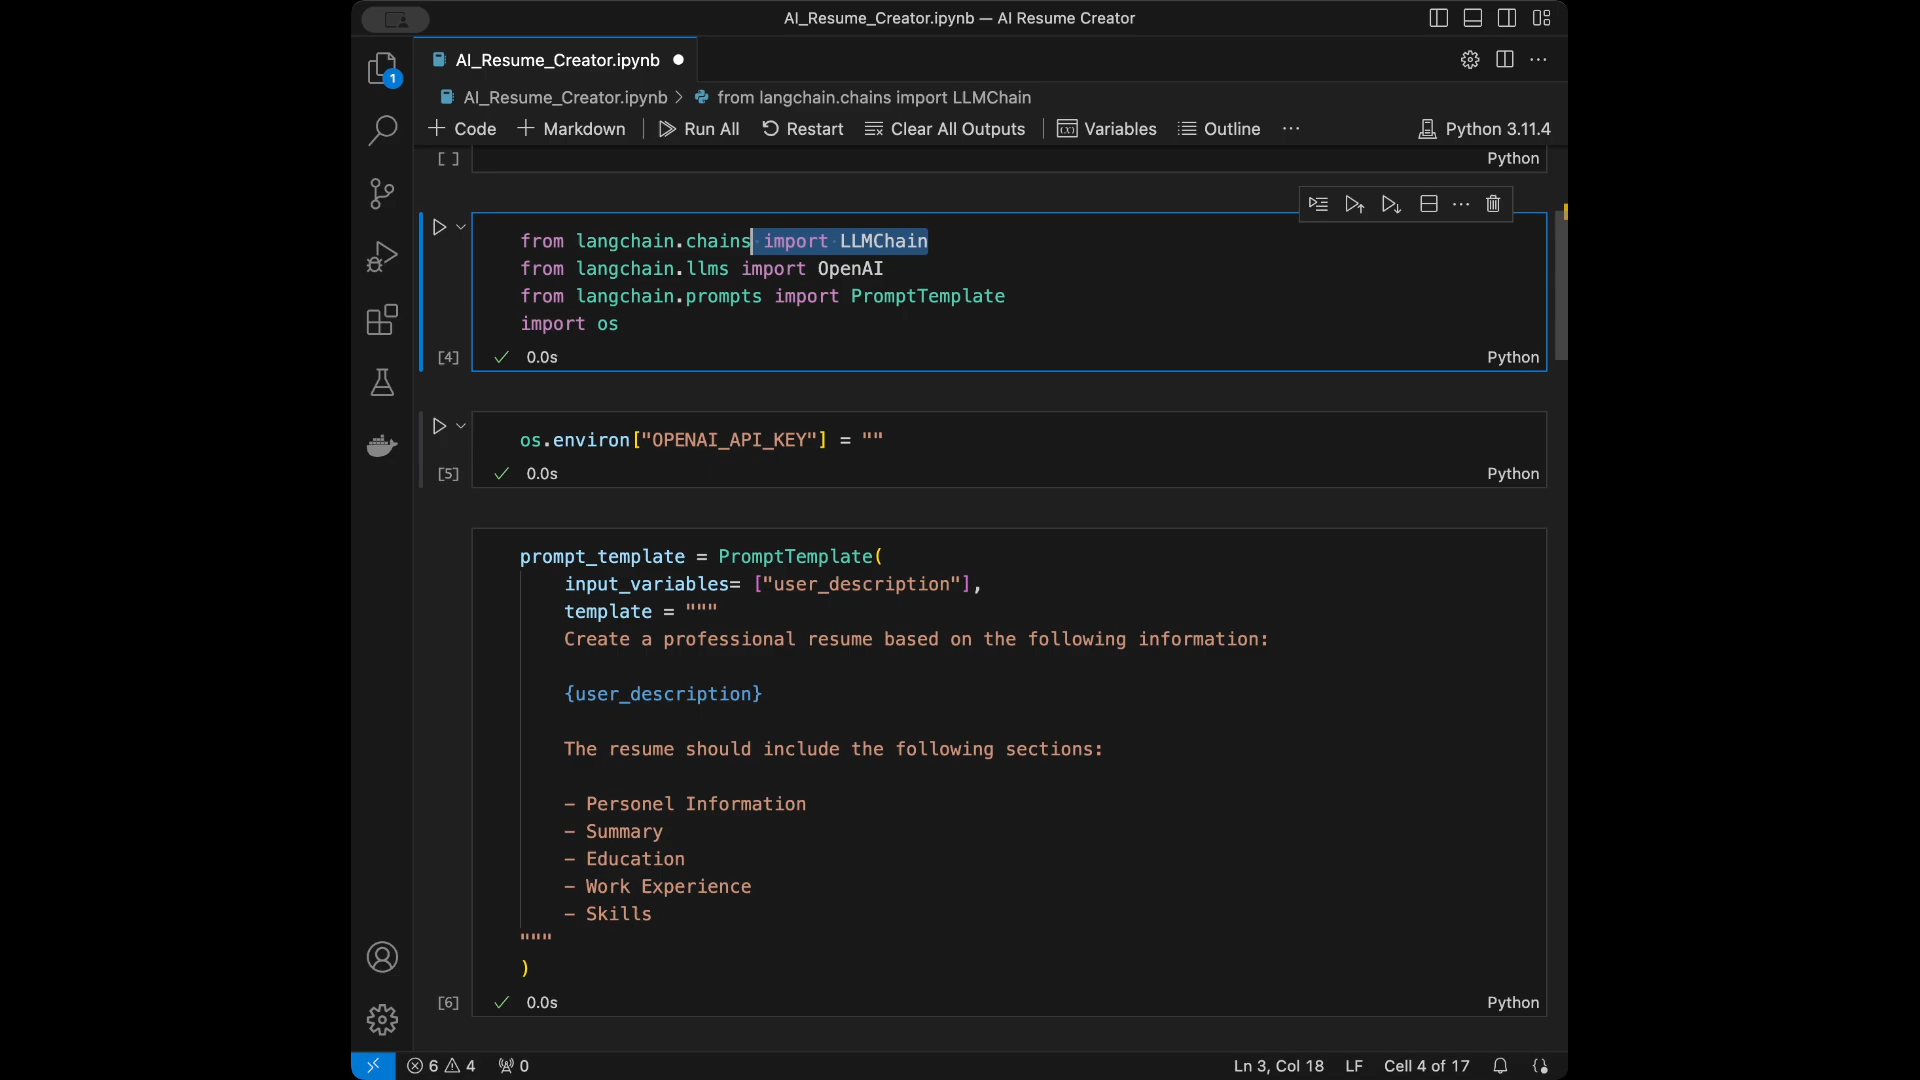 AI_Resume_Creator.ipynb — AI Resume Creator
AI_Resume_Creator.ipynb
1
AI_Resume_Creator.ipynb > from langchain.chains import LLMChain
+ Code + Markdown Run All Restart Clear All Outputs (x) Variables Outline ··· Python 3.11.4
[ ] Python
from langchain.chains import LLMChain
from langchain.llms import OpenAI
from langchain.prompts import PromptTemplate
import os
[4] 0.0s Python
os.environ["OPENAI_API_KEY"] = ""
[5] 0.0s Python
prompt_template = PromptTemplate(
input_variables= ["user_description"],
template = """
Create a professional resume based on the following information:
{user_description}
The resume should include the following sections:
- Personel Information
- Summary
- Education
- Work Experience
- Skills
"""
)
[6] 0.0s Python
6 4 0 Ln 3, Col 18 LF Cell 4 of 17